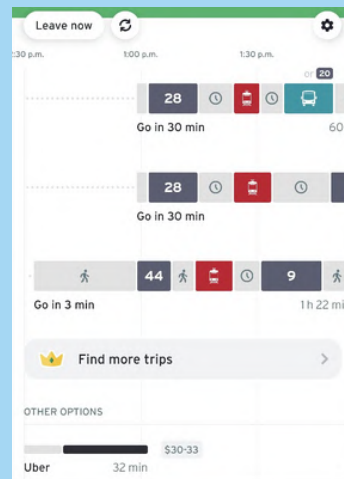 Leave now
:30 p.m.
1:00 p.m.
1:30 p.m.
or 20
28
Go in 30 min
60
28
Go in 30 min
44
9
Go in 3 min
1 h 22 mi
Find more trips
OTHER OPTIONS
$30-33
Uber
32 min